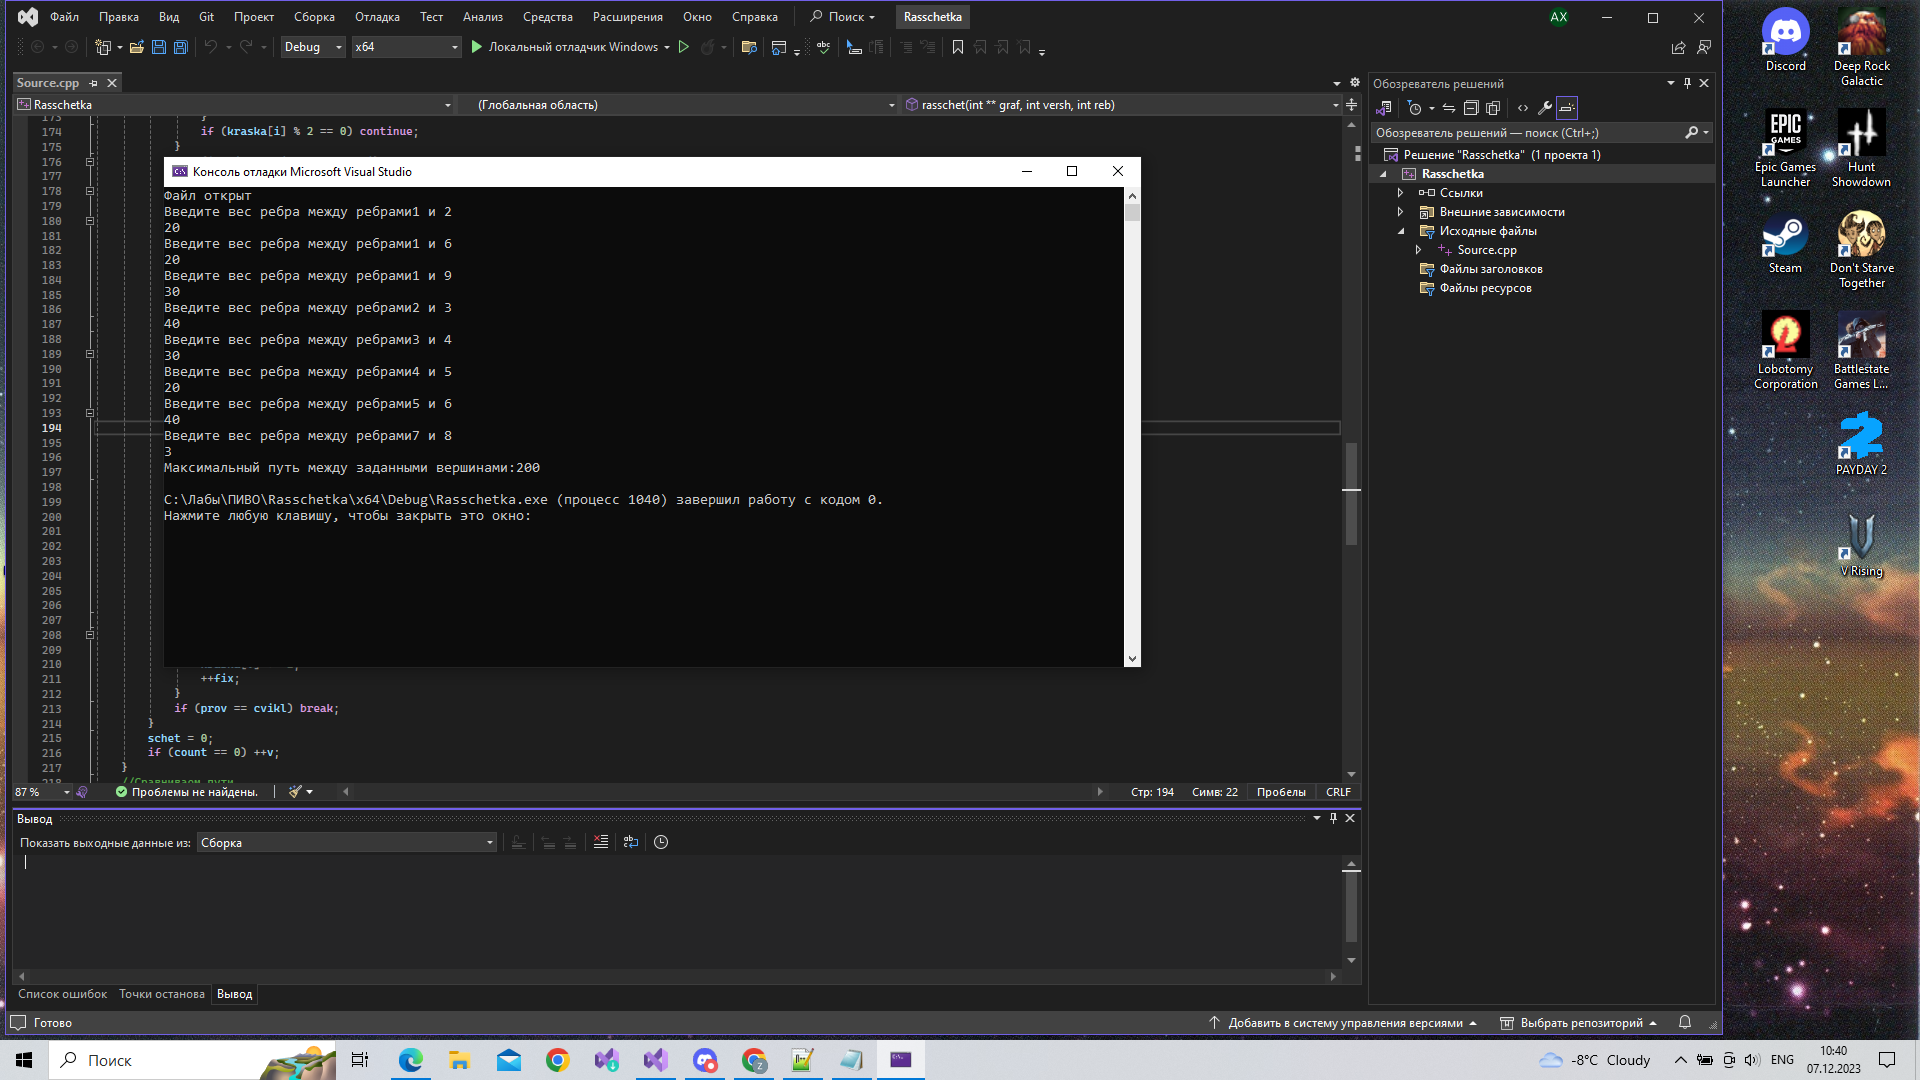 Файл Правка Вид Git Проект Сборка Отладка Тест Анализ Средства Расширения Окно Справка Поиск Rasschetka AX
Debug x64 Локальный отладчик Windows
Source.cpp
Rasschetka (Глобальная область) rasschet(int ** graf, int versh, int reb)
173 }
174 if (kraska[i] % 2 == 0) continue;
175 }
176
177
178
179
180
181
182
183
184
185
186
187
188
189
190
191
192
193
194
195
196
197
198
199
200
201
202
203
204
205
206
207
208
209
210
211 ++fix;
212 }
213 if (prov == cvikl) break;
214 }
215 schet = 0;
216 if (count == 0) ++v;
217 }
218 //Сравниваем пути
Консоль отладки Microsoft Visual Studio
Файл открыт
Введите вес ребра между ребрами1 и 2
20
Введите вес ребра между ребрами1 и 6
20
Введите вес ребра между ребрами1 и 9
30
Введите вес ребра между ребрами2 и 3
40
Введите вес ребра между ребрами3 и 4
30
Введите вес ребра между ребрами4 и 5
20
Введите вес ребра между ребрами5 и 6
40
Введите вес ребра между ребрами7 и 8
3
Максимальный путь между заданными вершинами:200
C:\Лабы\ПИВО\Rasschetka\x64\Debug\Rasschetka.exe (процесс 1040) завершил работу с кодом 0.
Нажмите любую клавишу, чтобы закрыть это окно:
87 % Проблемы не найдены. Стр: 194 Симв: 22 Пробелы CRLF
Вывод
Показать выходные данные из: Сборка
Список ошибок Точки останова Вывод
Готово Добавить в систему управления версиями Выбрать репозиторий
Обозреватель решений
Обозреватель решений — поиск (Ctrl+;)
Решение "Rasschetka" (1 проекта 1)
Rasschetka
Ссылки
Внешние зависимости
Исходные файлы
Source.cpp
Файлы заголовков
Файлы ресурсов
Discord
Deep Rock
Galactic
EPIC
GAMES
Epic Games
Launcher
Hunt
Showdown
Steam
Don't Starve
Together
Lobotomy
Corporation
Battlestate
Games L...
PAYDAY 2
V Rising
Поиск
-8°C Cloudy ENG 10:40
07.12.2023